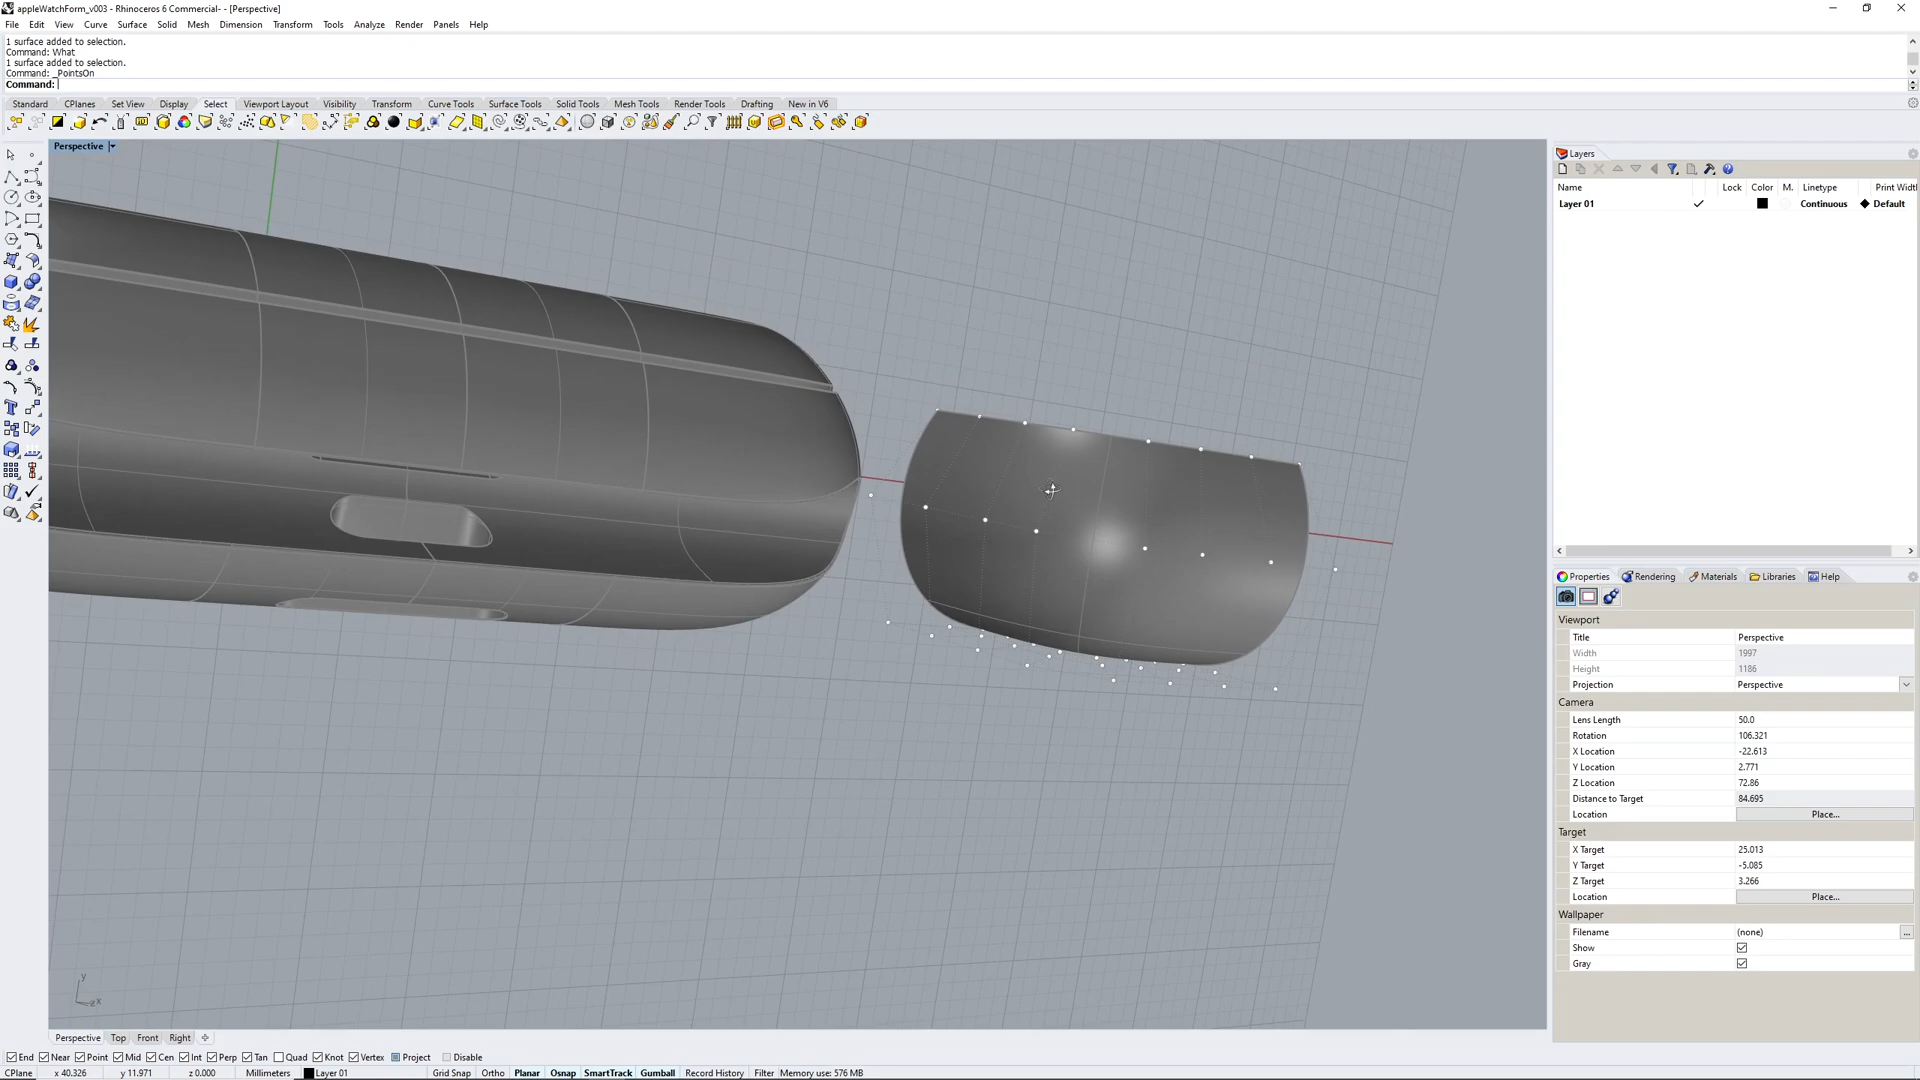 appleWatchForm_v003 - Rhinoceros 6 Commercial- - [Perspective]
File Edit View Curve Surface Solid Mesh Dimension Transform Tools Analyze Render Panels Help
1 surface added to selection.
Command: What
1 surface added to selection.
Command: _PointsOn
Command:
Standard CPlanes Set View Display Select Viewport Layout Visibility Transform Curve Tools Surface Tools Solid Tools Mesh Tools Render Tools Drafting New in V6
Perspective
Layers
Name Lock Color M. Linetype Print Width
Layer 01 Continuous Default
Properties Rendering Materials Libraries Help
Viewport
Title Perspective
Width 1997
Height 1186
Projection Perspective
Camera
Lens Length 50.0
Rotation 106.321
X Location -22.613
Y Location 2.771
Z Location 72.86
Distance to Target 84.695
Location Place...
Target
X Target 25.013
Y Target -5.085
Z Target 3.266
Location Place...
Wallpaper
Filename (none) ...
Show
Gray
y
z x
Perspective Top Front Right
End Near Point Mid Cen Int Perp Tan Quad Knot Vertex Project Disable
CPlane x 40.326 y 11.971 z 0.000 Millimeters Layer 01 Grid Snap Ortho Planar Osnap SmartTrack Gumball Record History Filter Memory use: 576 MB